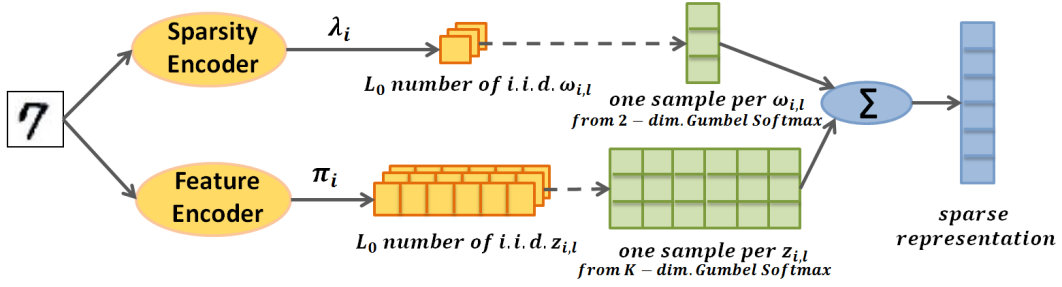 7
Sparsity
Encoder
λᵢ
L₀ number of i.i.d. ωᵢ,ₗ
one sample per ωᵢ,ₗ
from 2 − dim. Gumbel Softmax
Σ
Feature
Encoder
πᵢ
L₀ number of i.i.d. zᵢ,ₗ
one sample per zᵢ,ₗ
from K − dim. Gumbel Softmax
sparse
representation